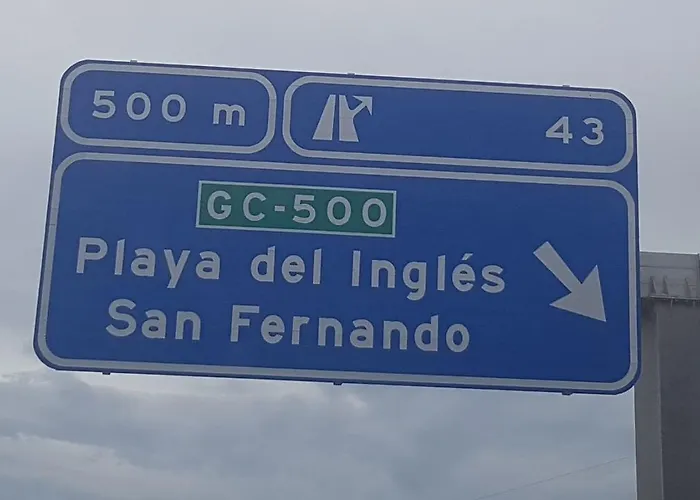 500 m
43
GC-500
Playa del Inglés
San Fernando